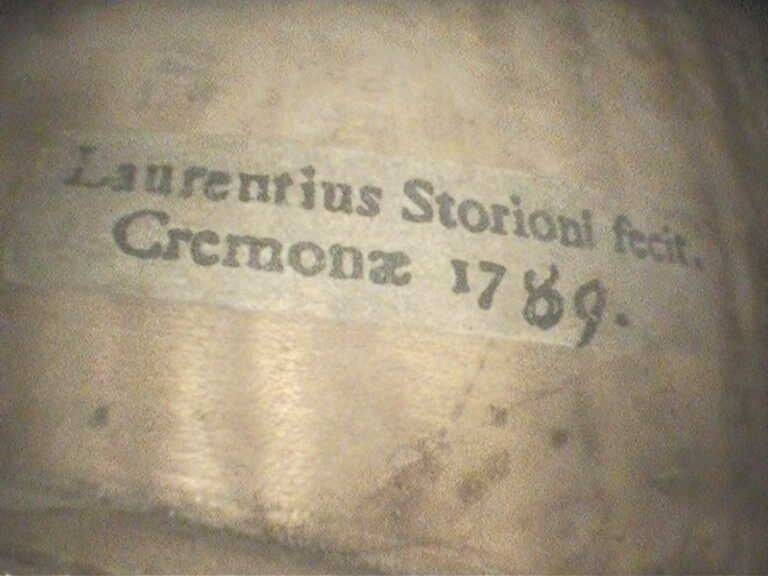 Laurentius Storioni fecit.
Cremonæ 1789.